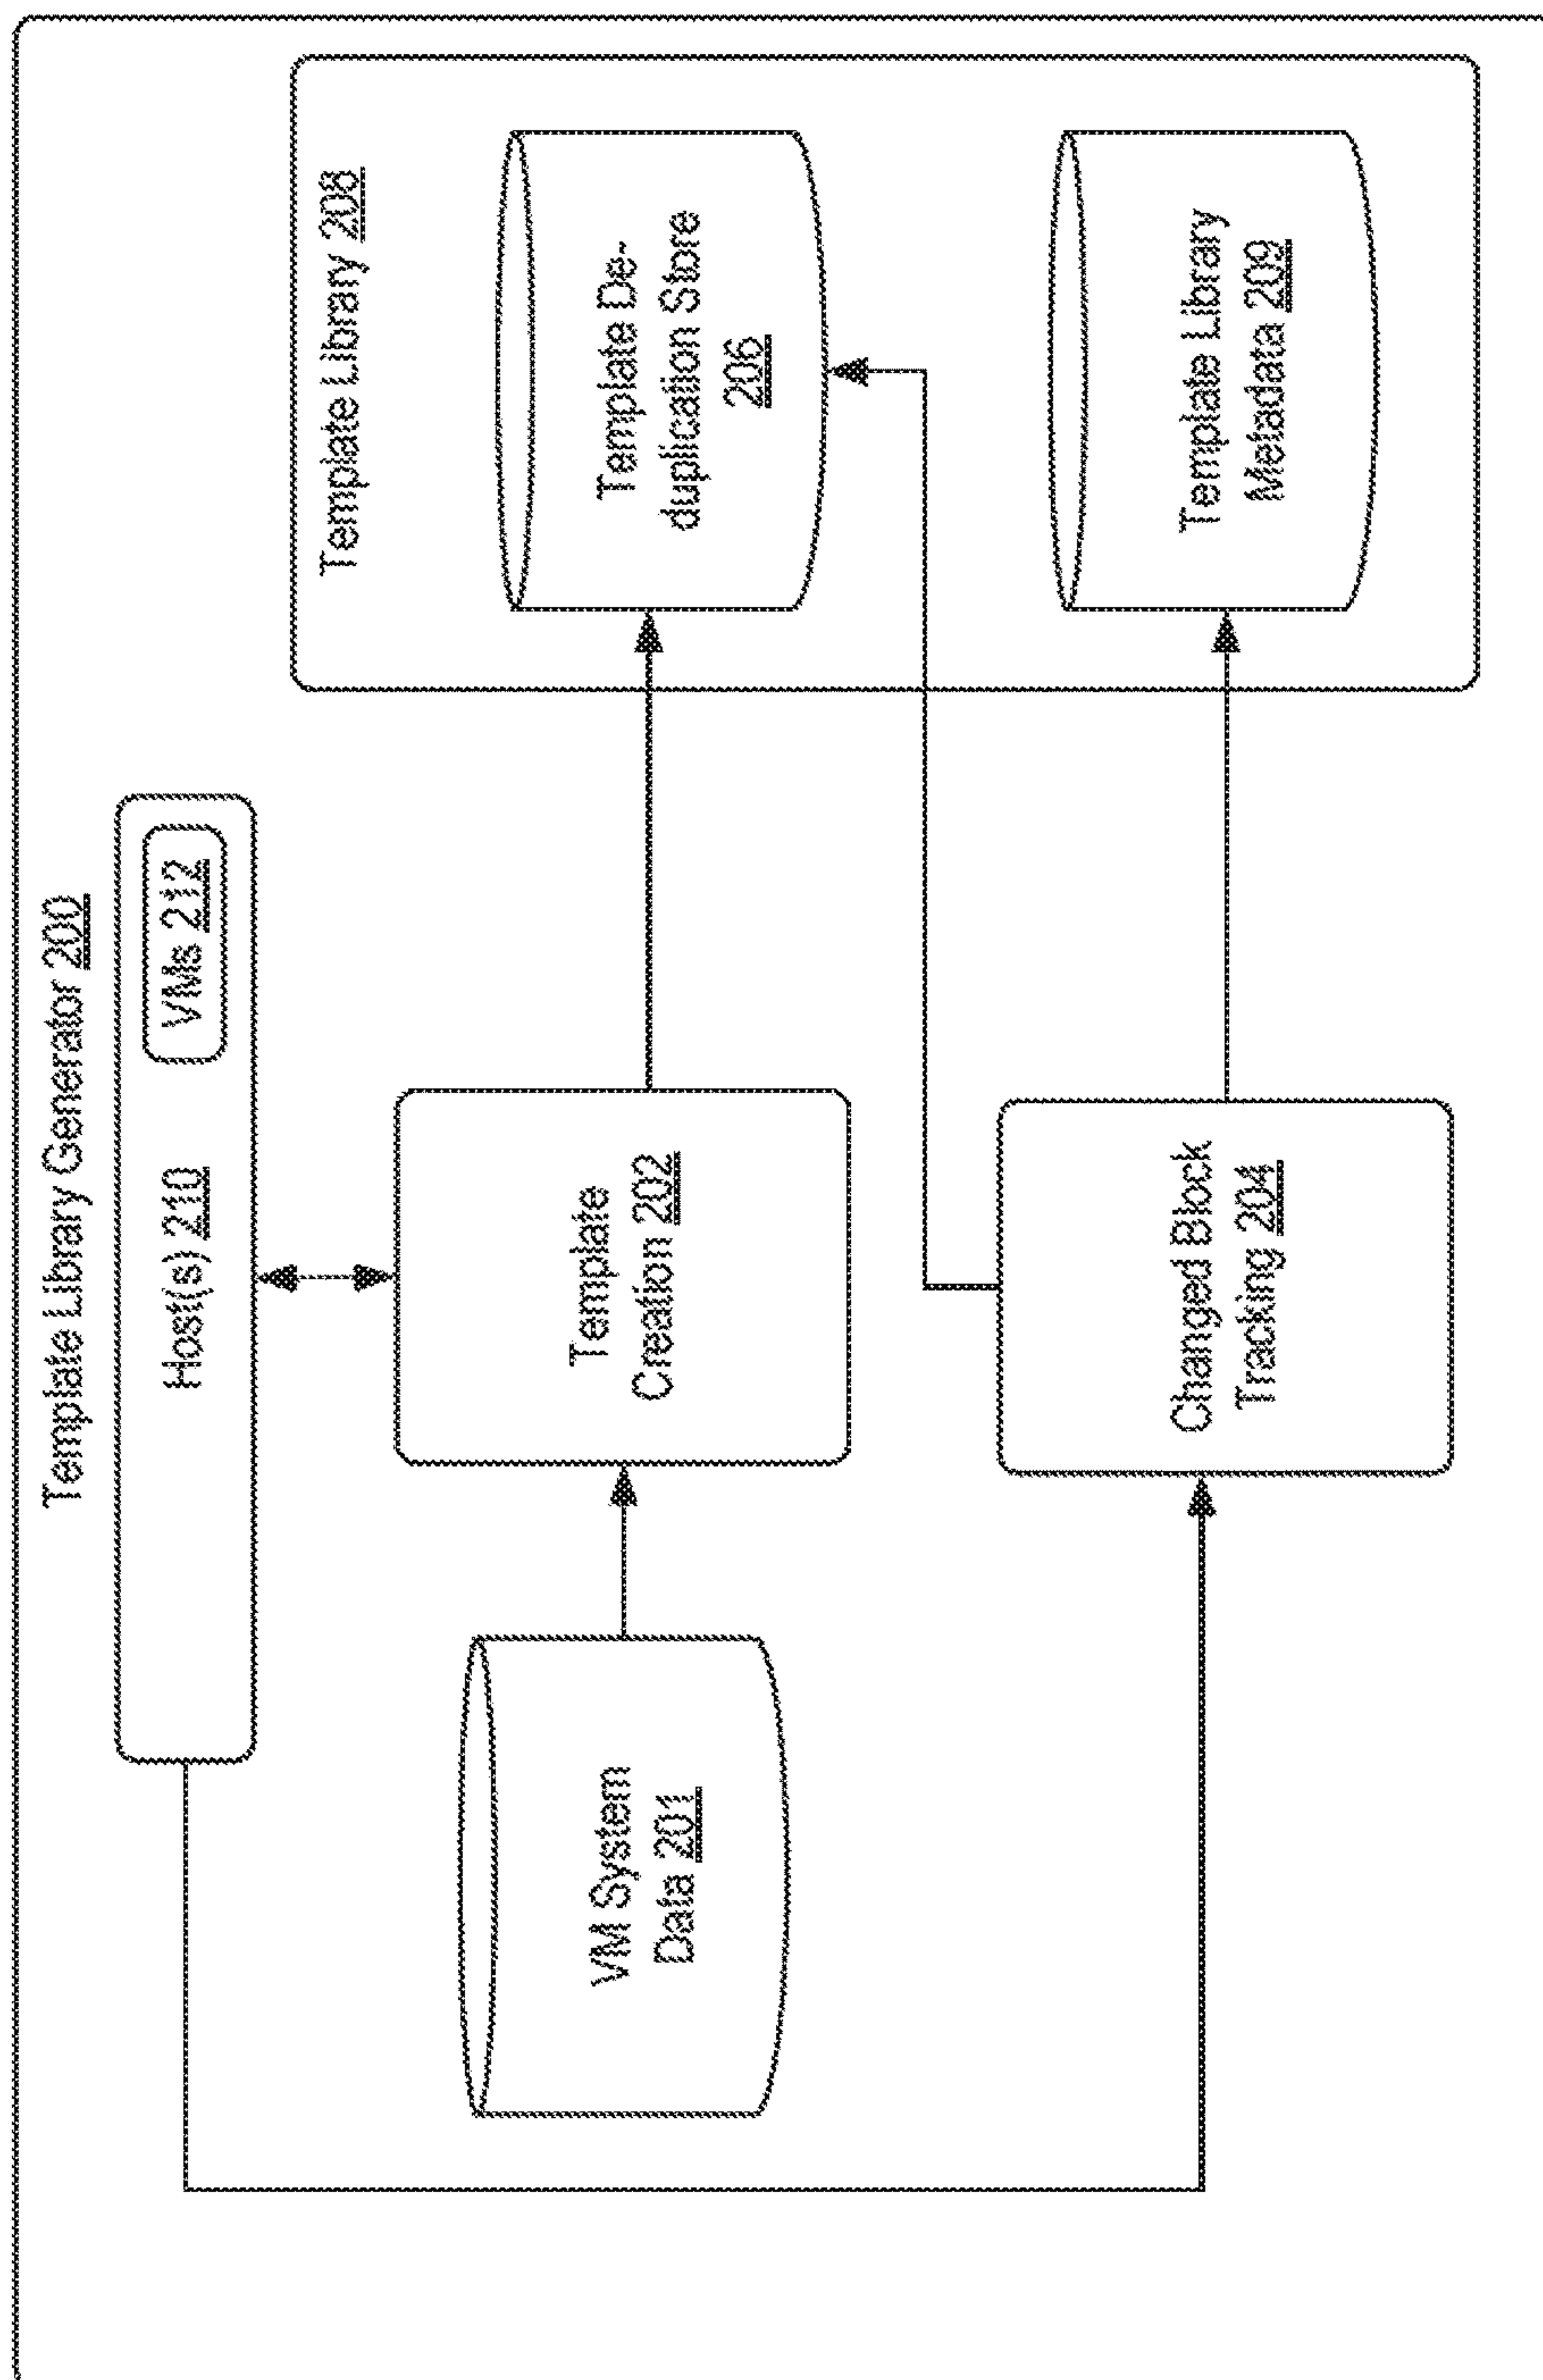 Template Library Generator 200
Host(s) 210
VMs 212
Template Library 208
VM System
Data 201
Template
Creation 202
Template De-
duplication Store
206
Changed Block
Tracking 204
Template Library
Metadata 209